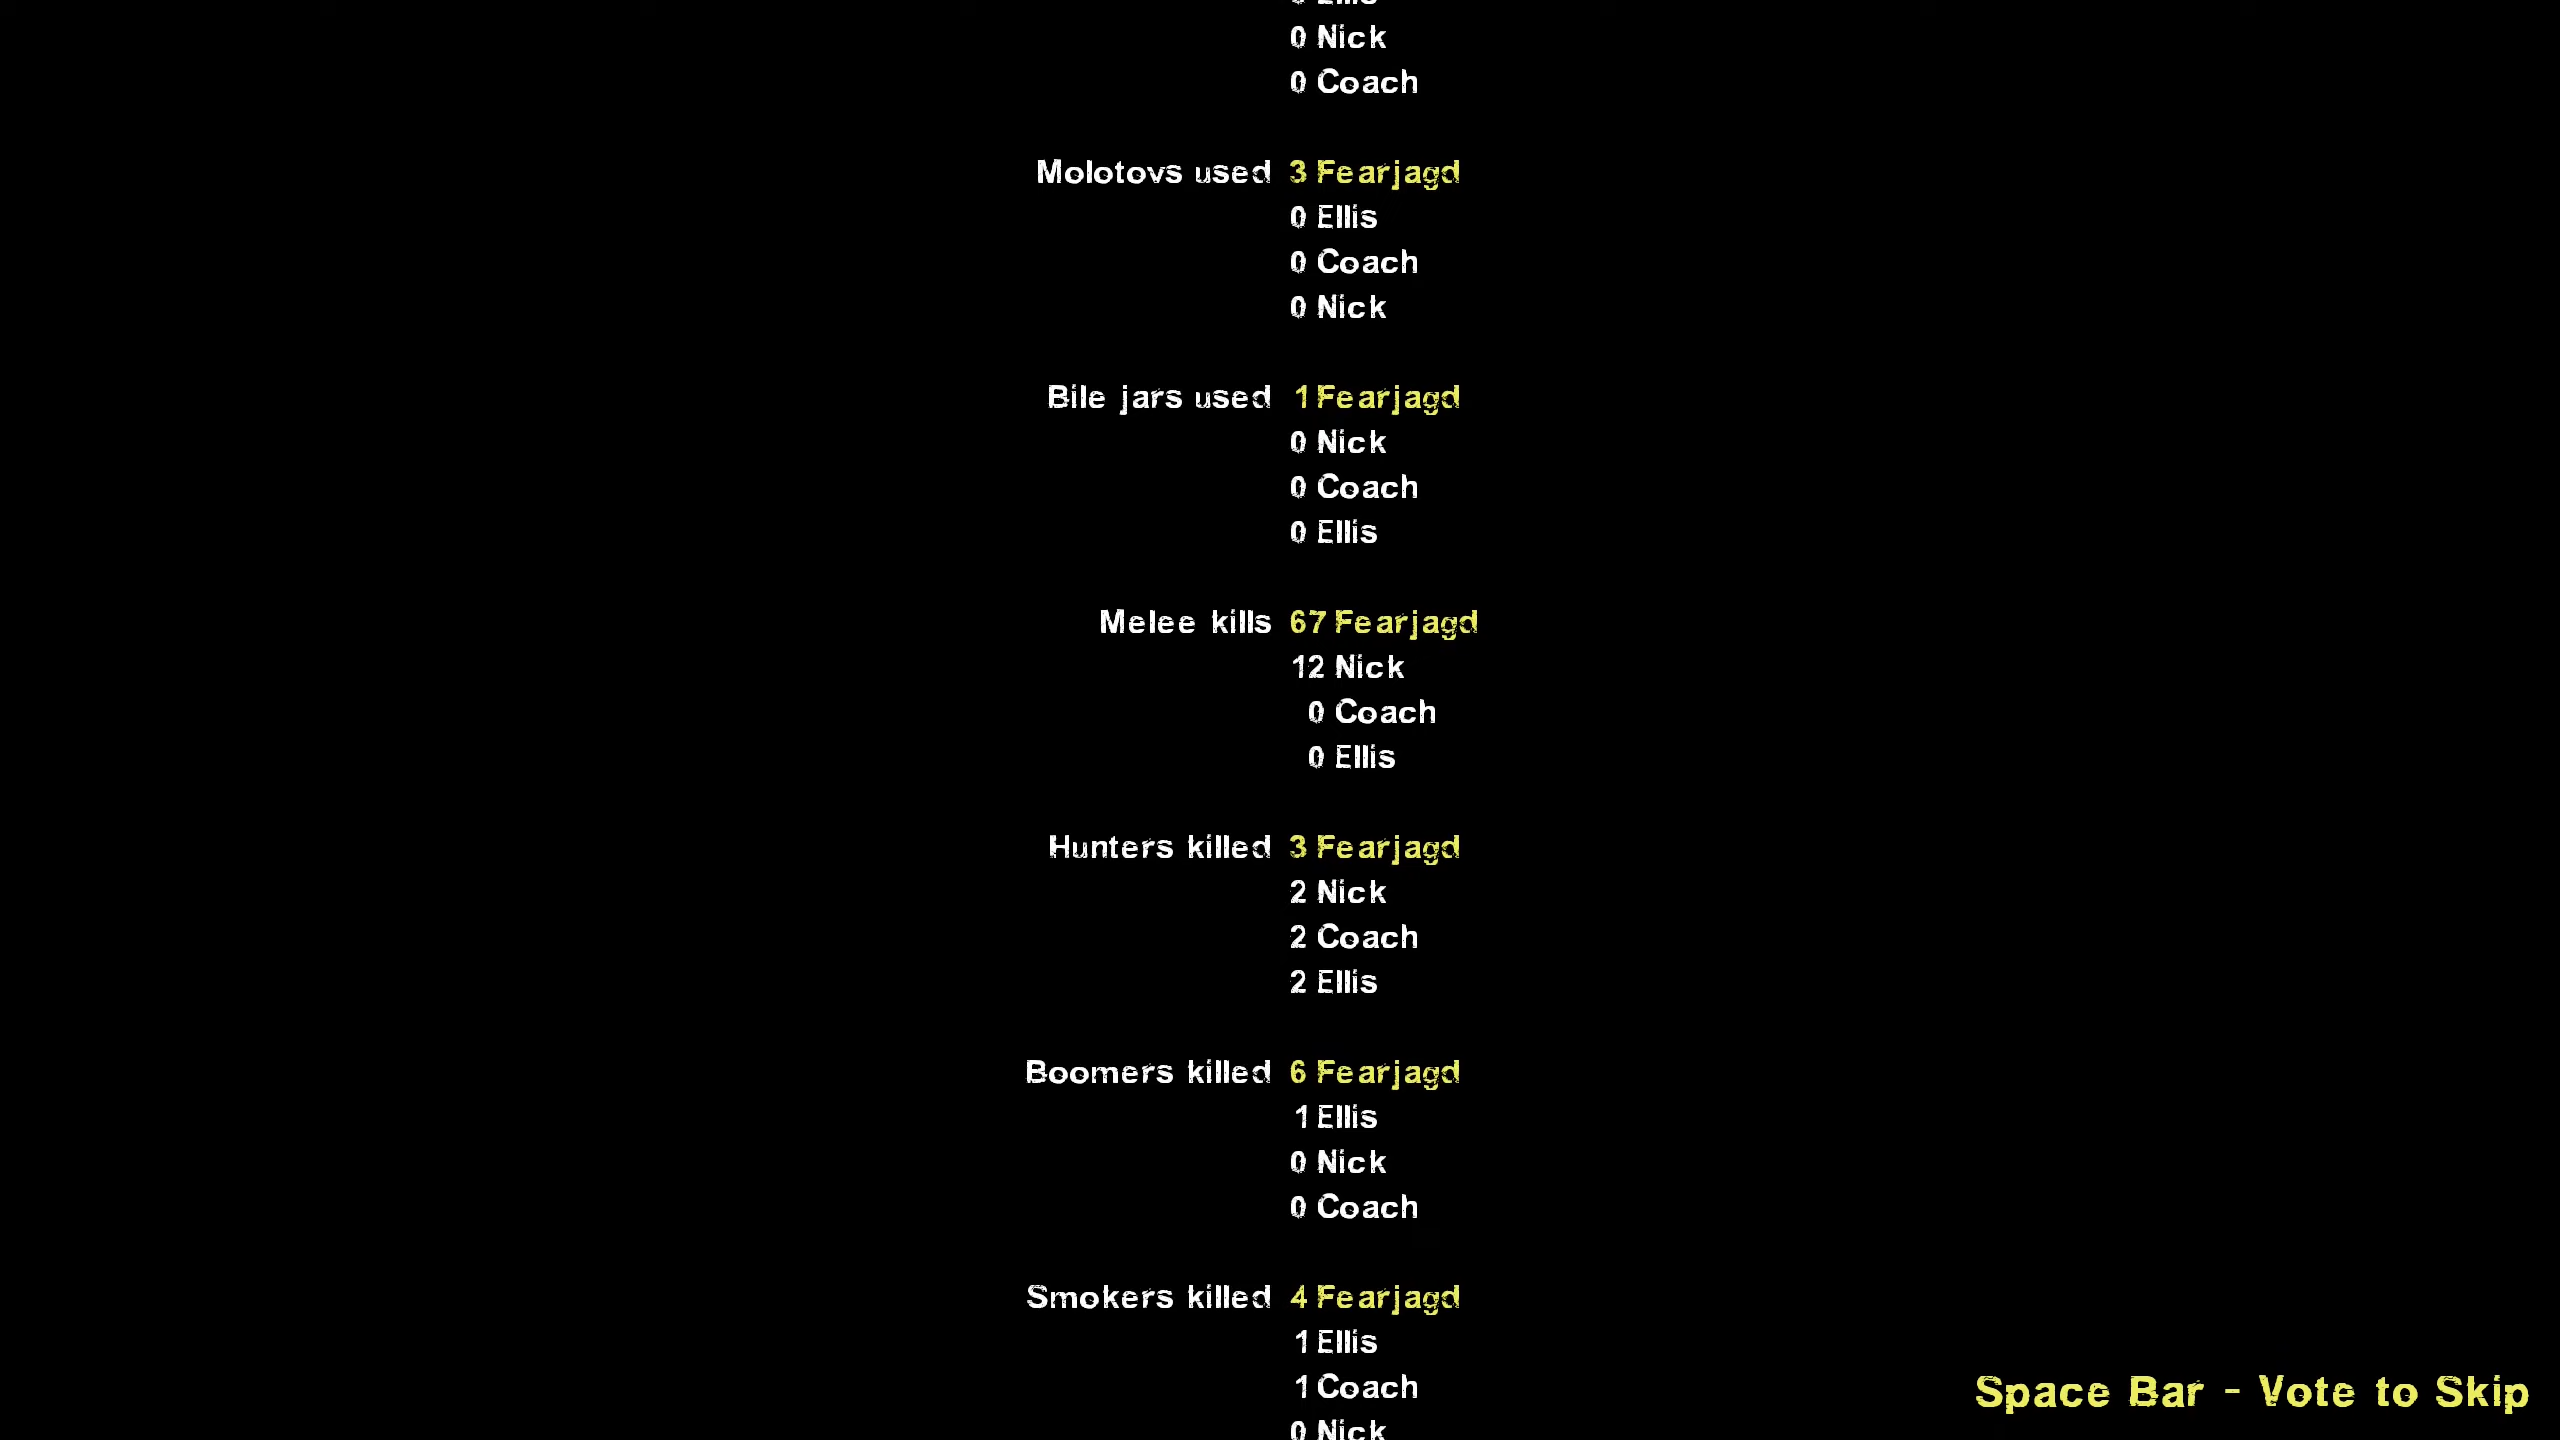 0 Ellis
0 Nick
0 Coach
Molotovs used 3 Fearjagd
0 Ellis
0 Coach
0 Nick
Bile jars used 1 Fearjagd
0 Nick
0 Coach
0 Ellis
Melee kills 67 Fearjagd
12 Nick
0 Coach
0 Ellis
Hunters killed 3 Fearjagd
2 Nick
2 Coach
2 Ellis
Boomers killed 6 Fearjagd
1 Ellis
0 Nick
0 Coach
Smokers killed 4 Fearjagd
1 Ellis
1 Coach
0 Nick
Space Bar - Vote to Skip